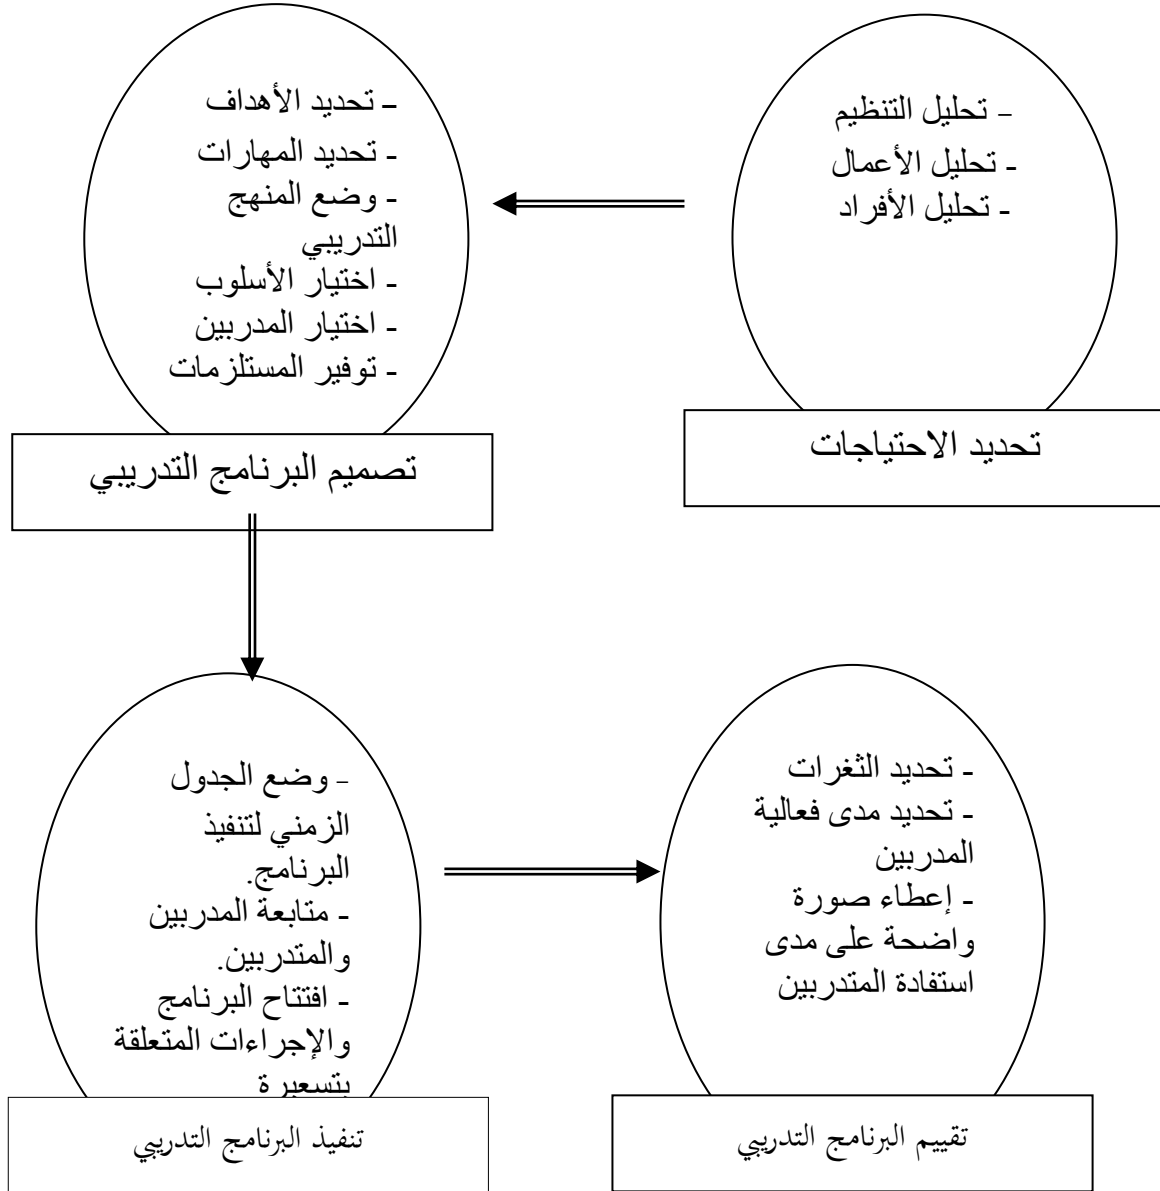 - تحليل التنظيم
- تحليل الأعمال
- تحليل الأفراد
تحديد الاحتياجات
- تحديد الأهداف
- تحديد المهارات
- وضع المنهج
التدريبي
- اختيار الأسلوب
- اختيار المدربين
- توفير المستلزمات
تصميم البرنامج التدريبي
- وضع الجدول
الزمني لتنفيذ
البرنامج.
- متابعة المدربين
والمتدربين.
- افتتاح البرنامج
والإجراءات المتعلقة
بتسعيرة
تنفيذ البرنامج التدريبي
- تحديد الثغرات
- تحديد مدى فعالية
المدربين
- إعطاء صورة
واضحة على مدى
استفادة المتدربين
تقييم البرنامج التدريبي